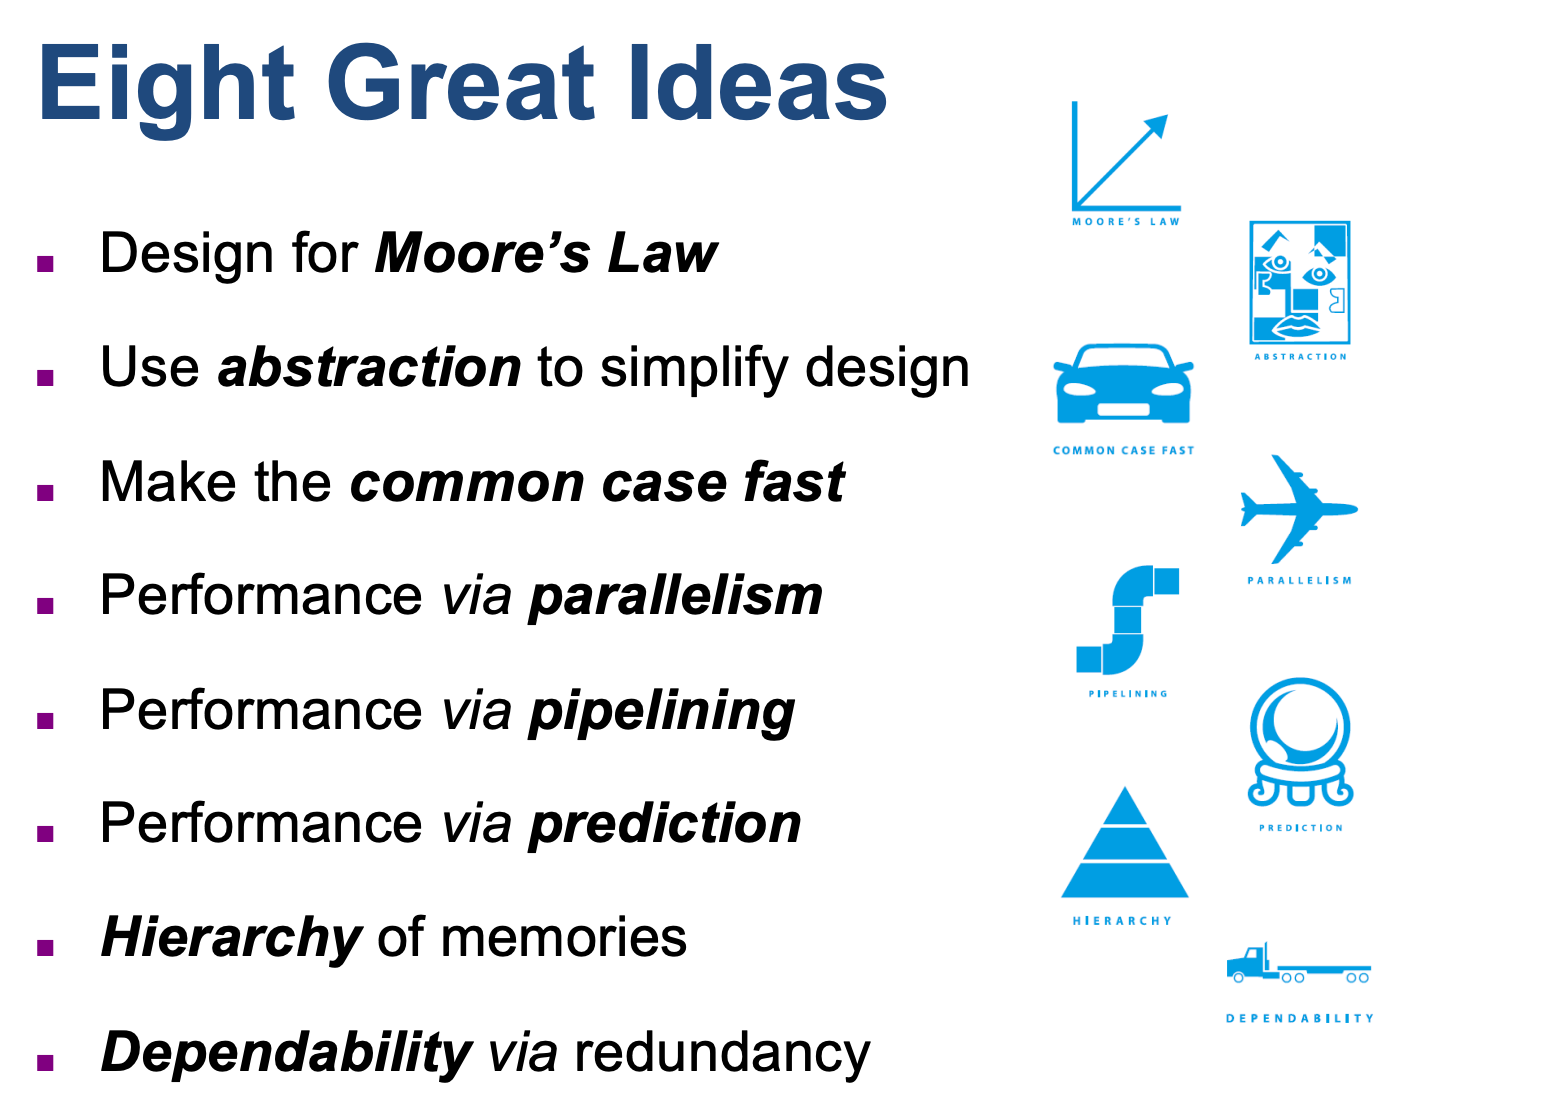 Eight Great Ideas
Design for Moore's Law
Use abstraction to simplify design
Make the common case fast
Performance via parallelism
Performance via pipelining
Performance via prediction
Hierarchy of memories
Dependability via redundancy
MOORE'S LAW
ABSTRACTION
COMMON CASE FAST
PARALLELISM
PIPELINING
PREDICTION
HIERARCHY
DEPENDABILITY